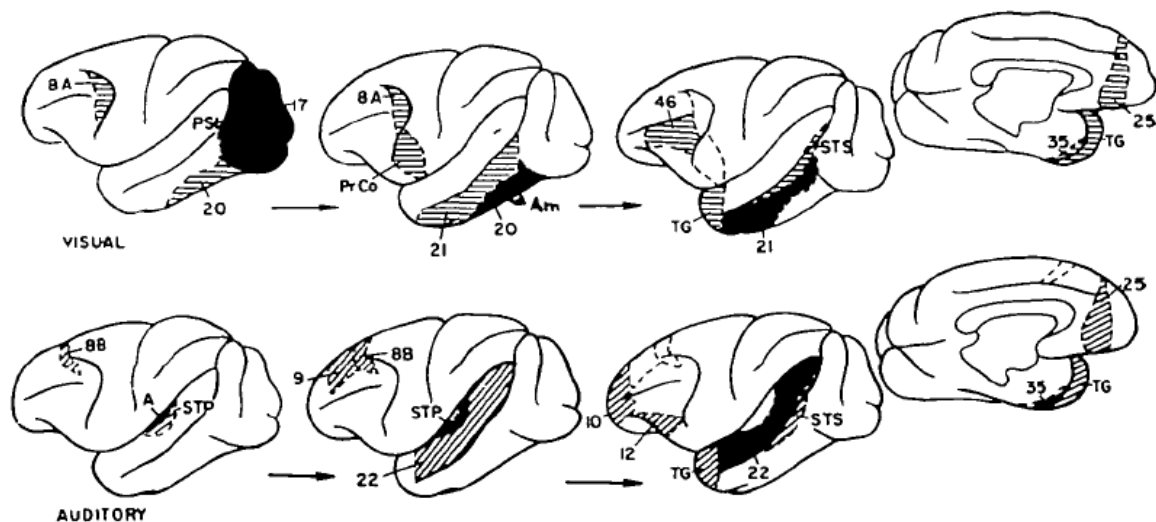 8A
17
PSt
20
8A
PrCo
21
20
Am
46
STS
TG
21
25
35
TG
VISUAL
8B
A
STP
9
8B
STP
22
10
12
STS
TG
22
25
35
TG
AUDITORY